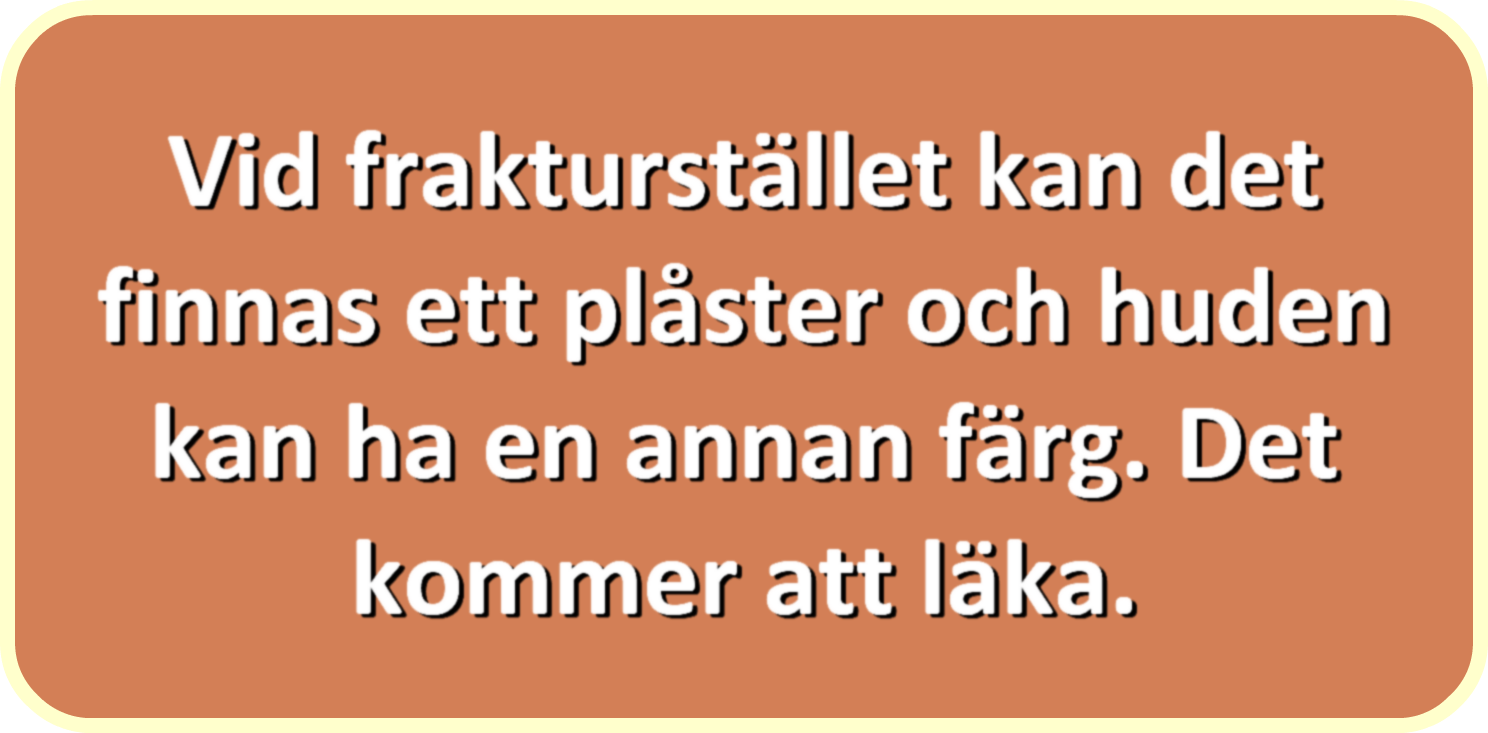 Vid frakturstället kan det
finnas ett plåster och huden
kan ha en annan färg. Det
kommer att läka.